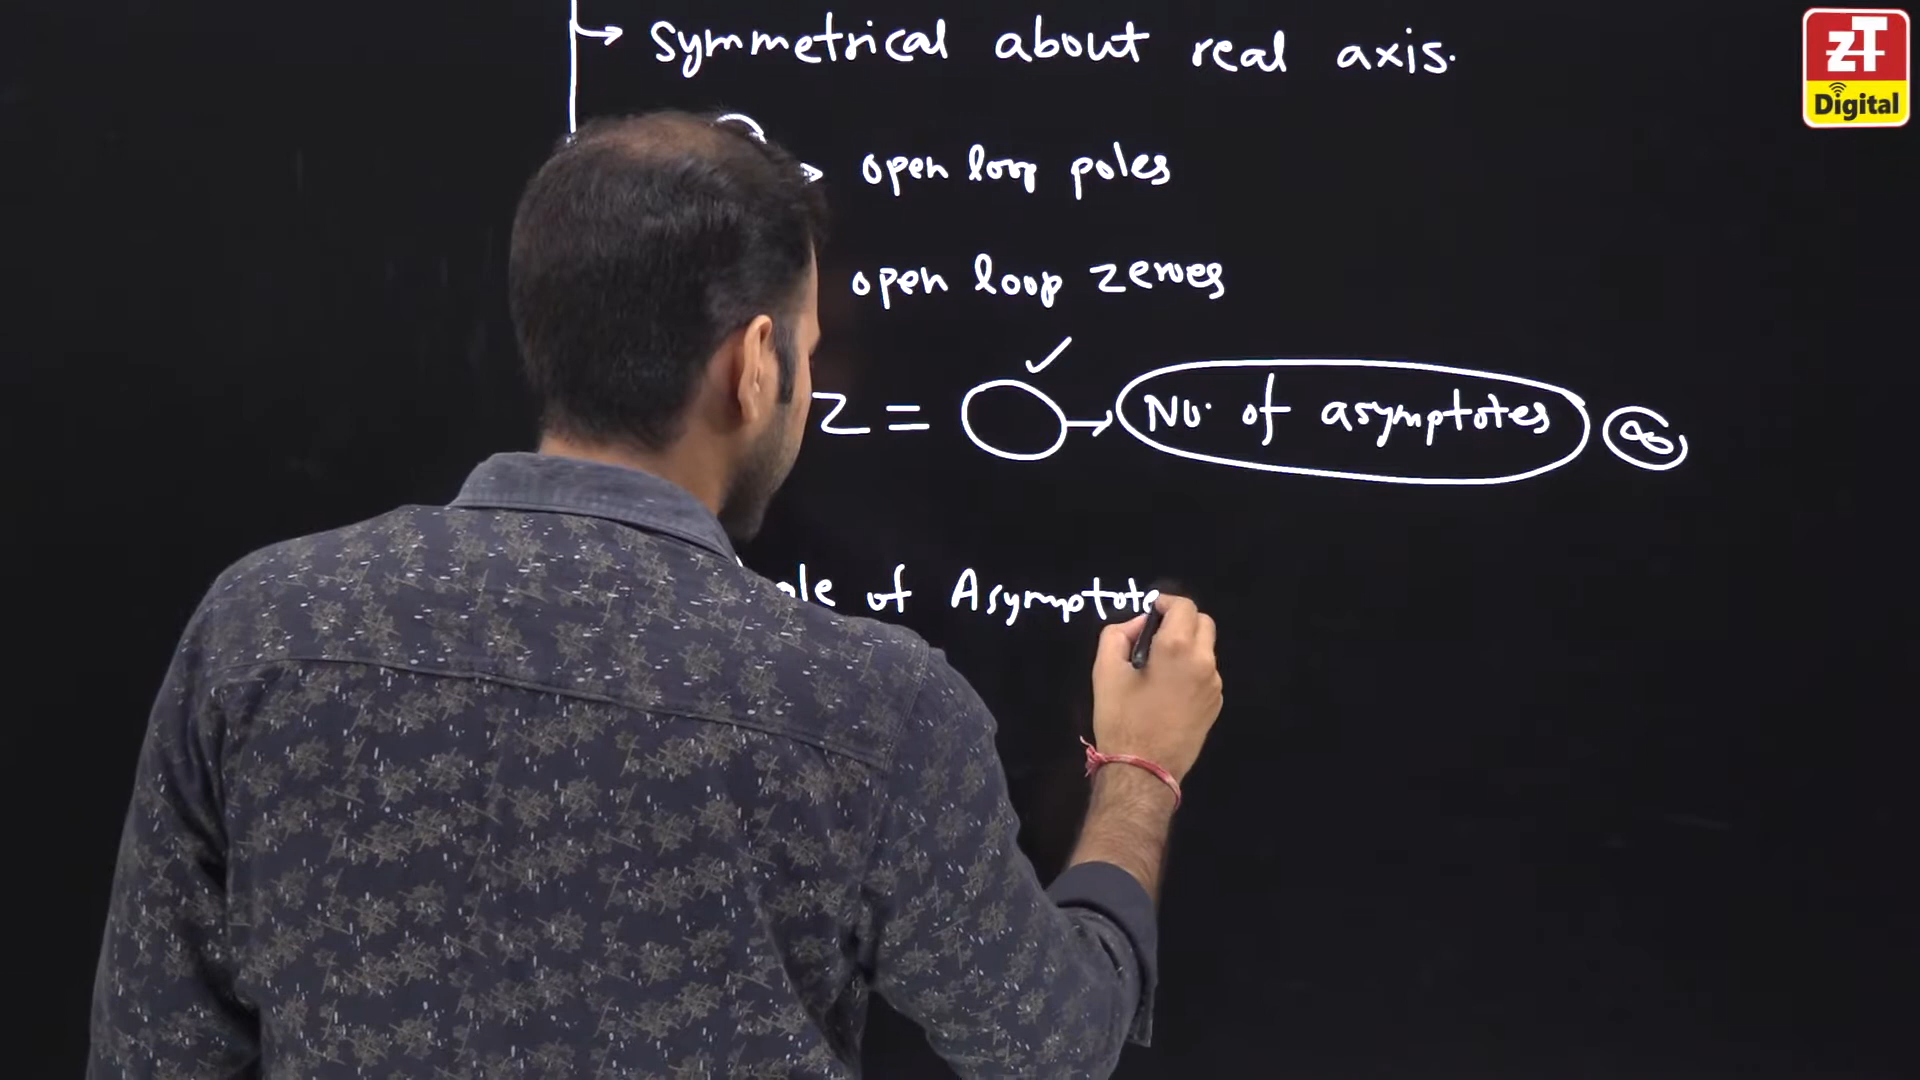 symmetrical about real axis.
open loop poles
open loop zeroes
z = → No. of asymptotes ∞
of Asymptote
ZT
Digital